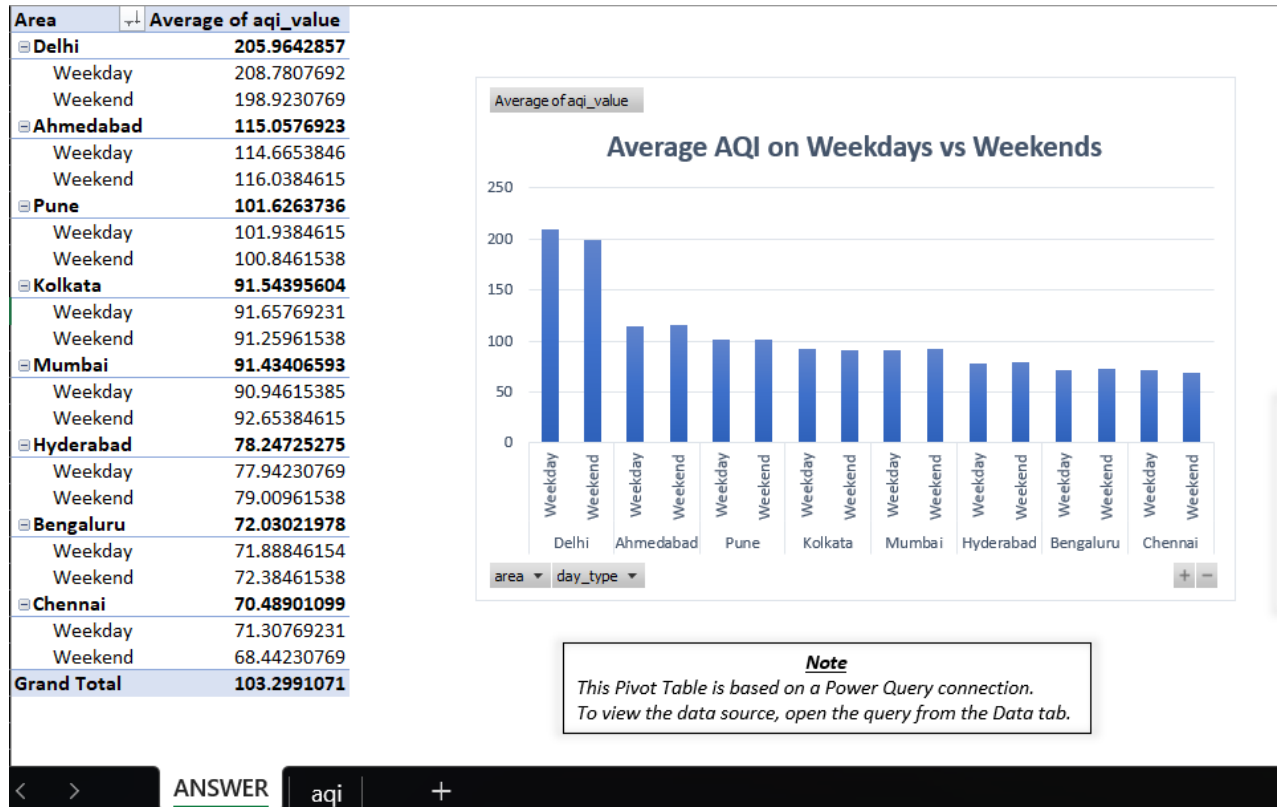 Area Average of aqi_value
Delhi 205.9642857
Weekday 208.7807692
Weekend 198.9230769
Ahmedabad 115.0576923
Weekday 114.6653846
Weekend 116.0384615
Pune 101.6263736
Weekday 101.9384615
Weekend 100.8461538
Kolkata 91.54395604
Weekday 91.65769231
Weekend 91.25961538
Mumbai 91.43406593
Weekday 90.94615385
Weekend 92.65384615
Hyderabad 78.24725275
Weekday 77.94230769
Weekend 79.00961538
Bengaluru 72.03021978
Weekday 71.88846154
Weekend 72.38461538
Chennai 70.48901099
Weekday 71.30769231
Weekend 68.44230769
Grand Total 103.2991071
Average of aqi_value
Average AQI on Weekdays vs Weekends
250
200
150
100
50
0
Weekday Weekend Weekday Weekend Weekday Weekend Weekday Weekend Weekday Weekend Weekday Weekend Weekday Weekend Weekday Weekend
Delhi Ahmedabad Pune Kolkata Mumbai Hyderabad Bengaluru Chennai
area day_type
Note
This Pivot Table is based on a Power Query connection.
To view the data source, open the query from the Data tab.
ANSWER aqi